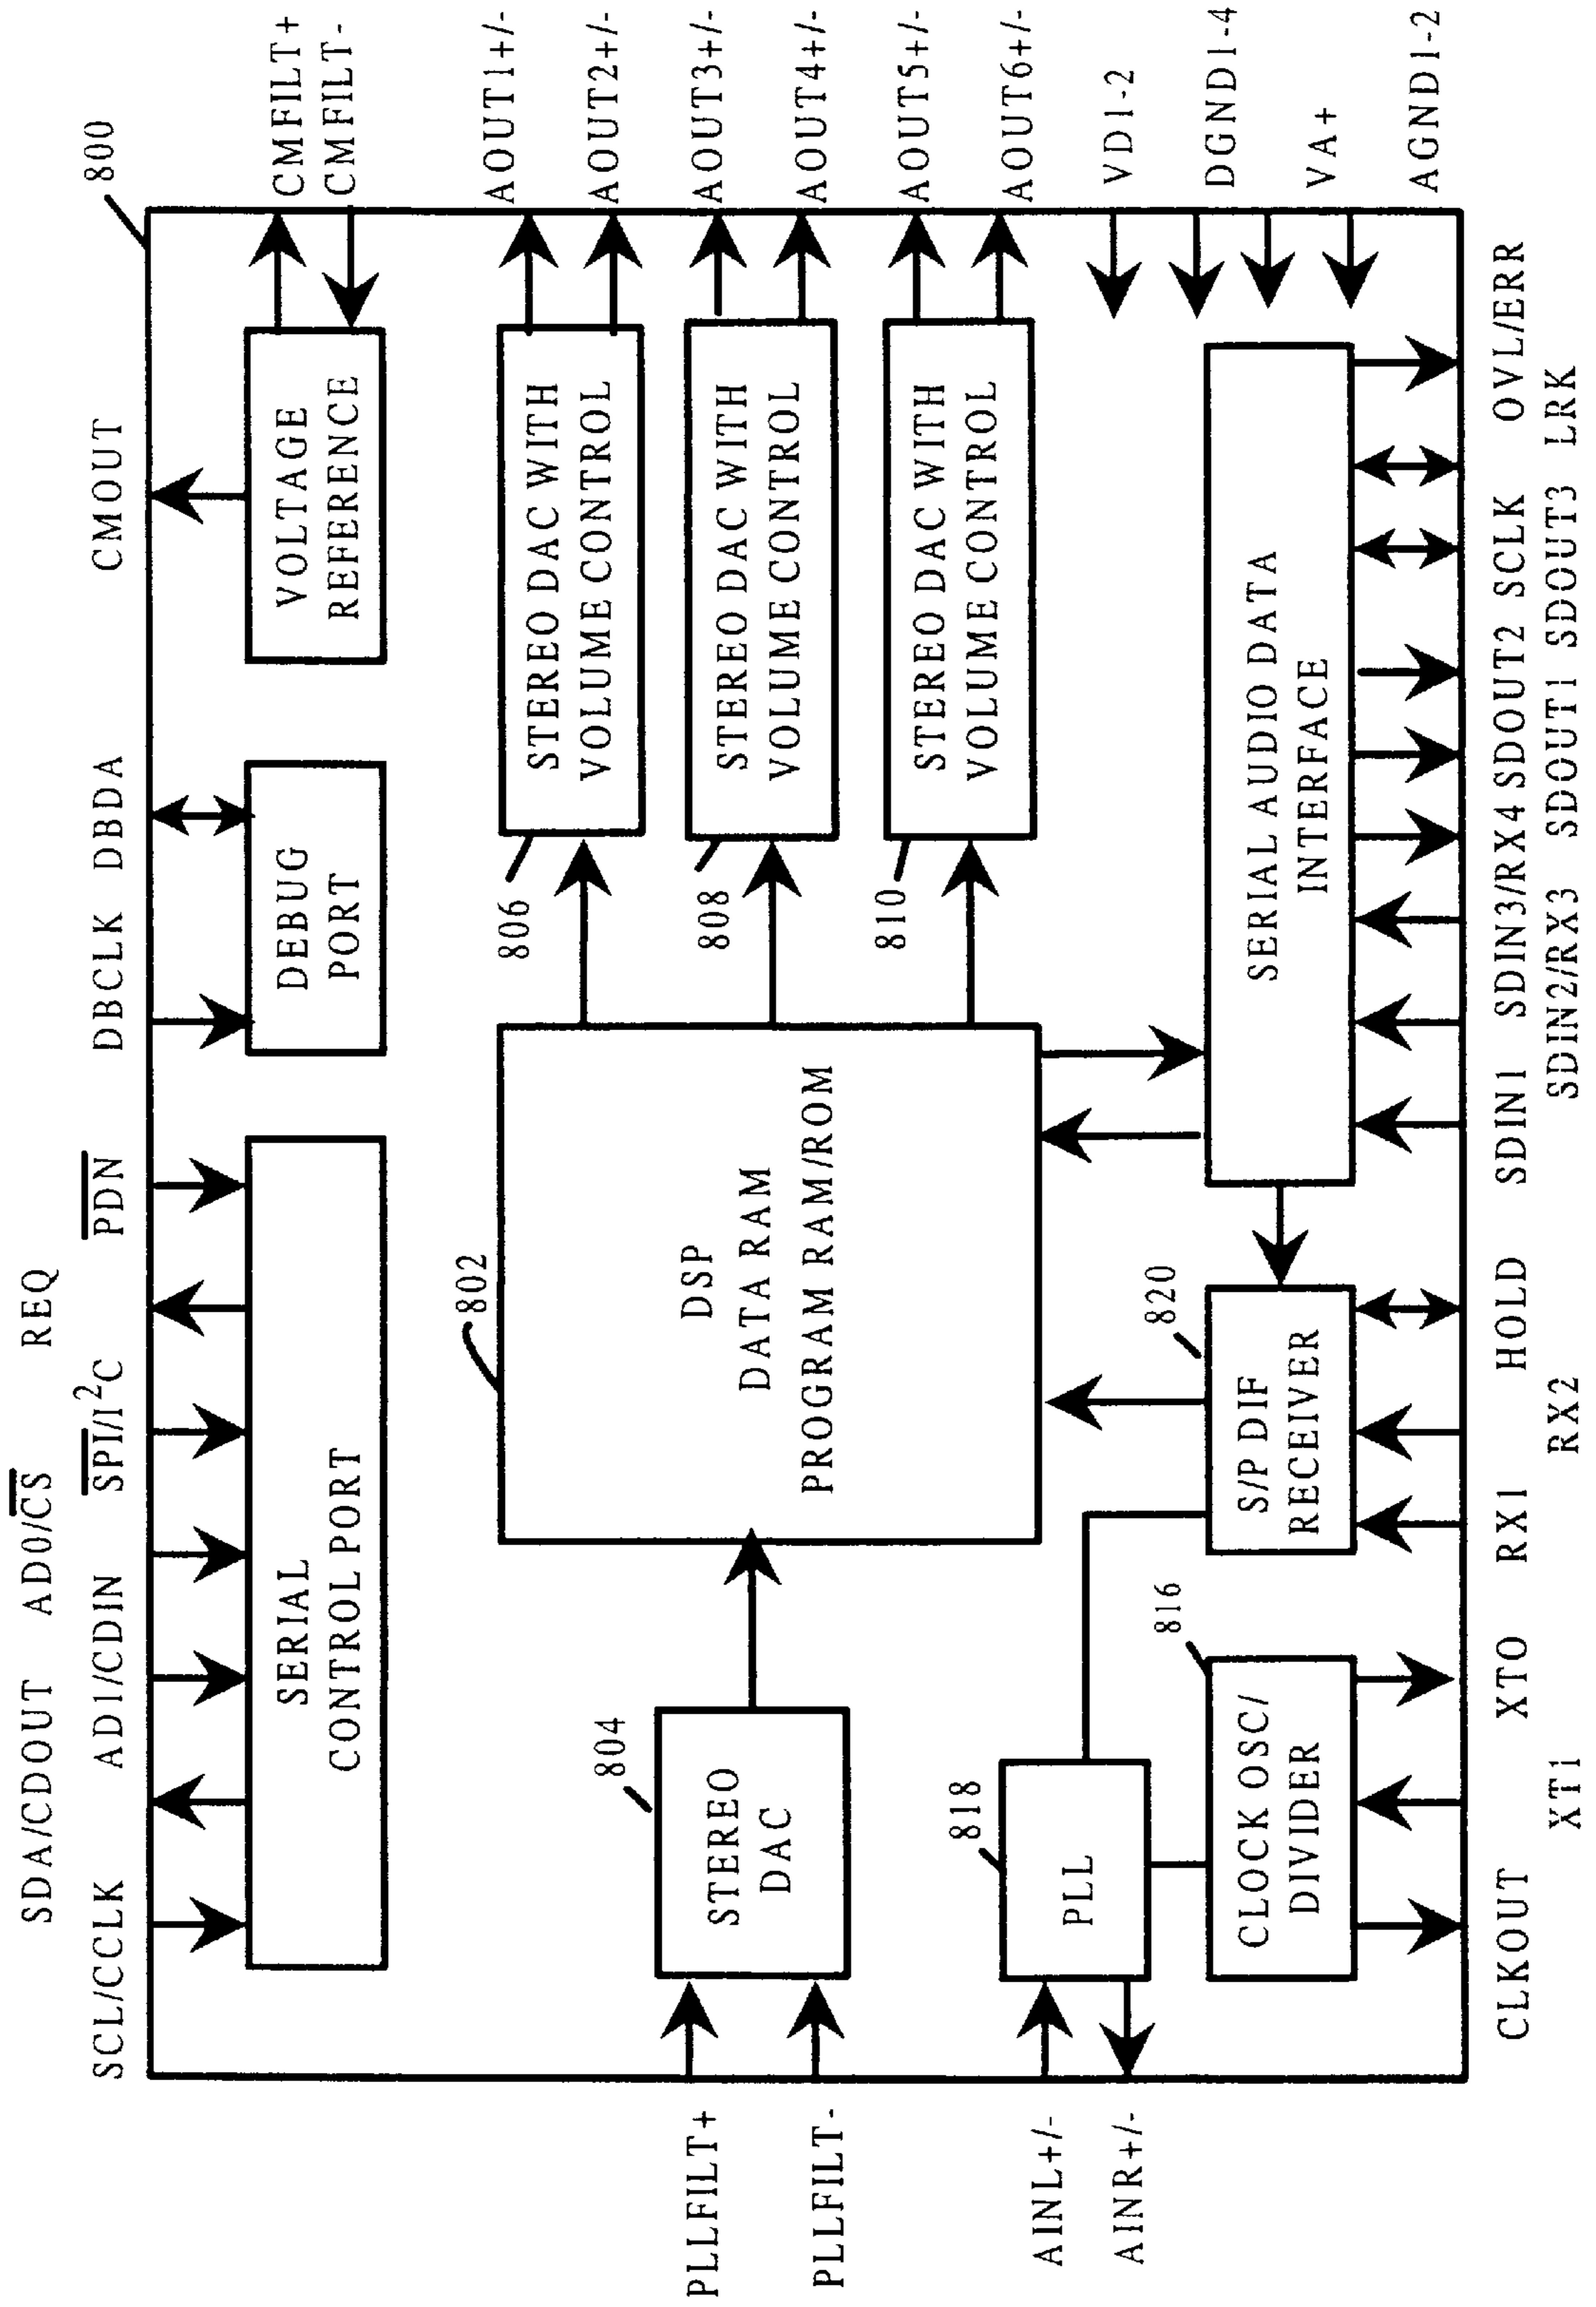 SDA/CDOUT AD0/CS REQ
SCL/CCLK AD1/CDIN SPI/I²C PDN DBCLK DBDA CMOUT
800
SERIAL
CONTROL PORT
DEBUG
PORT
VOLTAGE
REFERENCE
CMFILT+
CMFILT-
802
DSP
DATA RAM
PROGRAM RAM/ROM
806
STEREO DAC WITH
VOLUME CONTROL
AOUT1+/-
AOUT2+/-
PLLFILT+
PLLFILT-
804
STEREO
DAC
808
STEREO DAC WITH
VOLUME CONTROL
AOUT3+/-
AOUT4+/-
810
STEREO DAC WITH
VOLUME CONTROL
AOUT5+/-
AOUT6+/-
AINL+/-
AINR+/-
818
PLL
VD1-2
DGND1-4
VA+
AGND1-2
816
CLOCK OSC/
DIVIDER
820
S/P DIF
RECEIVER
SERIAL AUDIO DATA
INTERFACE
CLKOUT XTO RX1 HOLD SDIN1 SDIN3/RX4 SDOUT2 SCLK OVL/ERR
XT1 RX2 SDIN2/RX3 SDOUT1 SDOUT3 LRK